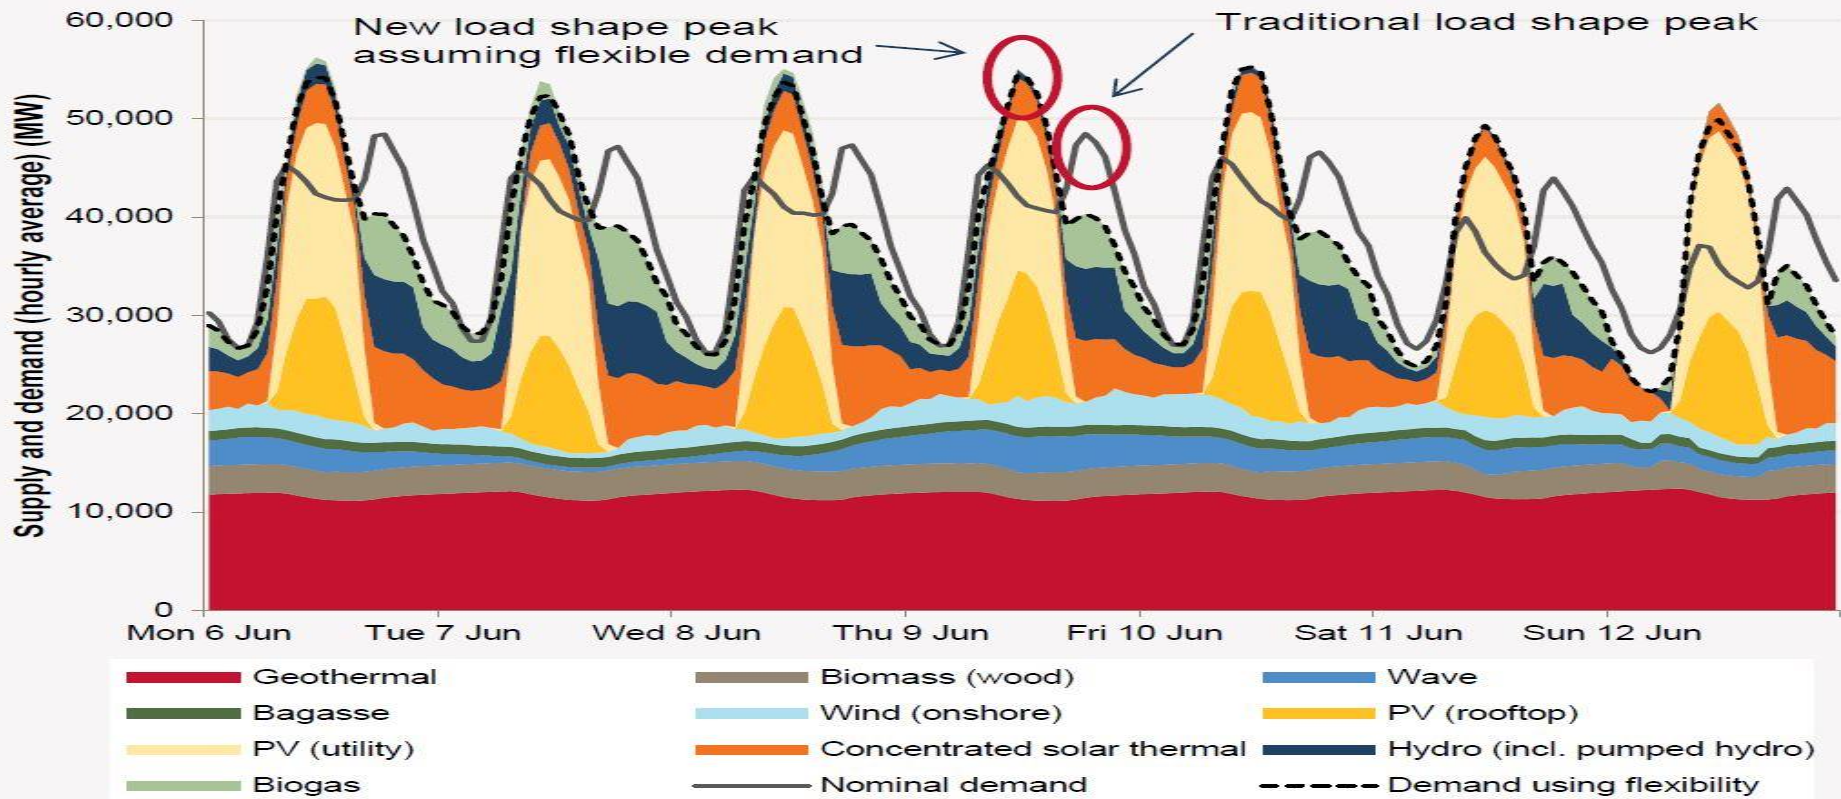 60,000
New load shape peak
assuming flexible demand
Traditional load shape peak
50,000
40,000
30,000
20,000
10,000
0
Supply and demand (hourly average) (MW)
Mon 6 Jun Tue 7 Jun Wed 8 Jun Thu 9 Jun Fri 10 Jun Sat 11 Jun Sun 12 Jun
Geothermal Biomass (wood) Wave
Bagasse Wind (onshore) PV (rooftop)
PV (utility) Concentrated solar thermal Hydro (incl. pumped hydro)
Biogas Nominal demand Demand using flexibility